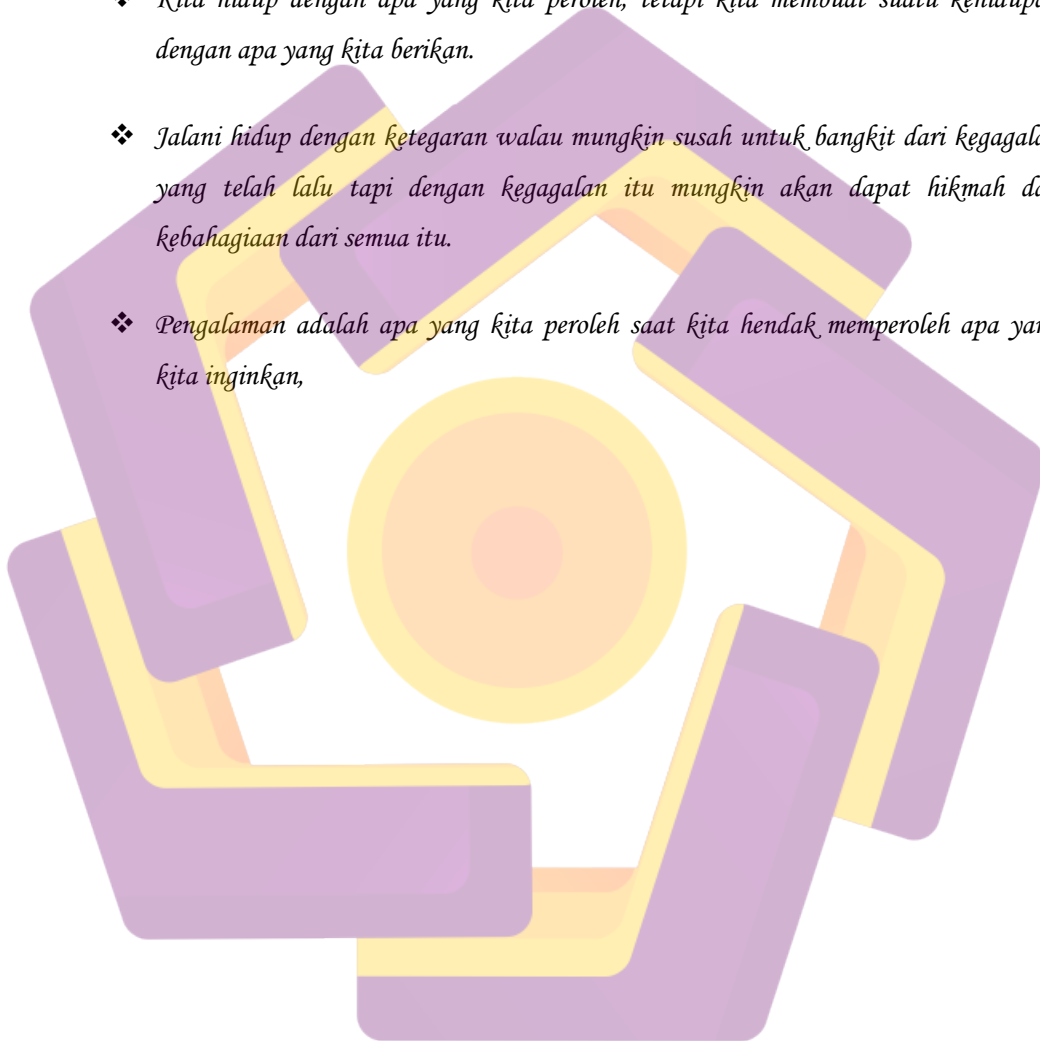 ❖ Kita hidup dengan apa yang kita peroleh, tetapi kita membuat suatu
dengan apa yang kita berikan.
❖ Jalani hidup dengan ketegaran walau mungkin susah untuk bangkit dari
yang telah lalu tapi dengan kegagalan itu mungkin akan dapat hikmah
kebahagiaan dari semua itu.
❖ Pengalaman adalah apa yang kita peroleh saat kita hendak memperoleh apa
kita inginkan,